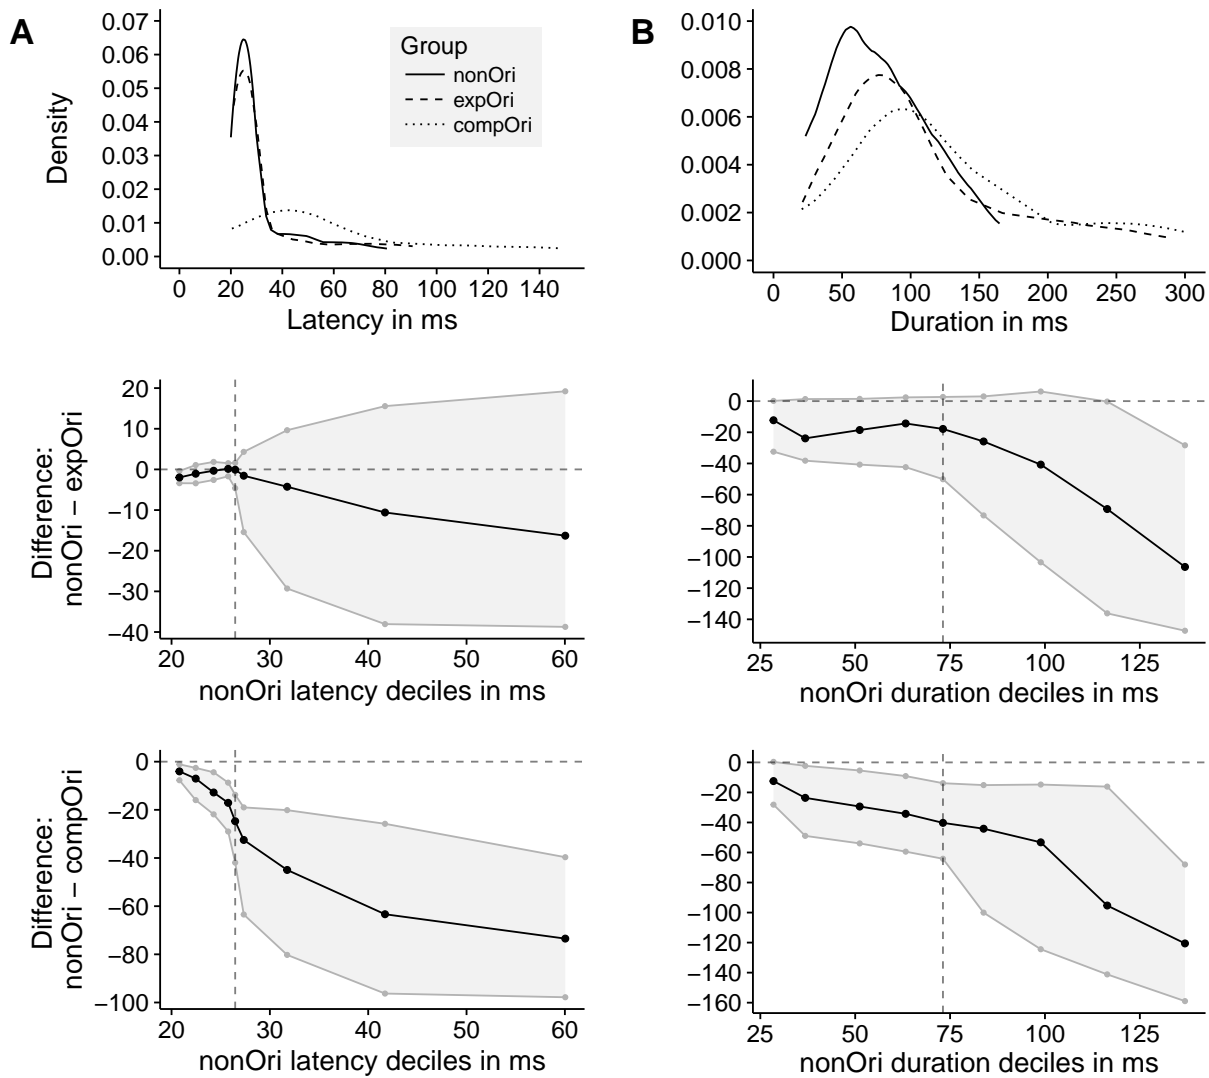 A
0.07
0.06
0.05
0.04
0.03
0.02
0.01
0.00
Density
Group
nonOri
expOri
compOri
0 20 40 60 80 100 120 140
Latency in ms
B
0.010
0.008
0.006
0.004
0.002
0.000
0 50 100 150 200 250 300
Duration in ms
20
10
0
−10
−20
−30
−40
Difference:
nonOri − expOri
20 30 40 50 60
nonOri latency deciles in ms
0
−20
−40
−60
−80
−100
−120
−140
25 50 75 100 125
nonOri duration deciles in ms
0
−20
−40
−60
−80
−100
Difference:
nonOri − compOri
20 30 40 50 60
nonOri latency deciles in ms
0
−20
−40
−60
−80
−100
−120
−140
−160
25 50 75 100 125
nonOri duration deciles in ms